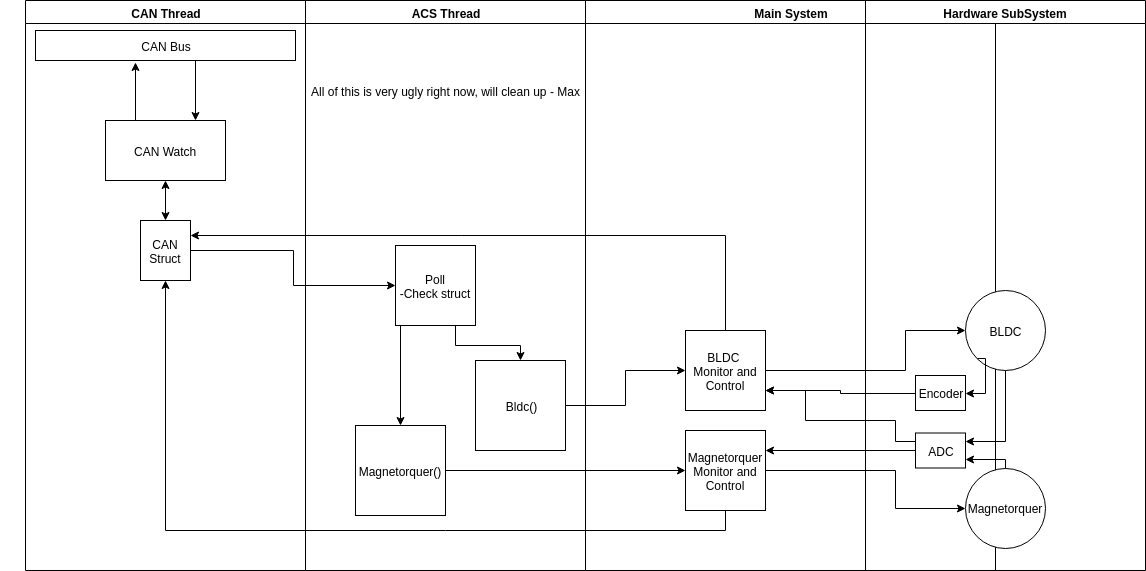 CAN Thread
ACS Thread
Main System
Hardware SubSystem
CAN Bus
All of this is very ugly right now, will clean up - Max
CAN Watch
CAN
Struct
Poll
-Check struct
BLDC
BLDC
Monitor and
Control
Encoder
Bldc()
ADC
Magnetorquer()
Magnetorquer
Monitor and
Control
Magnetorquer